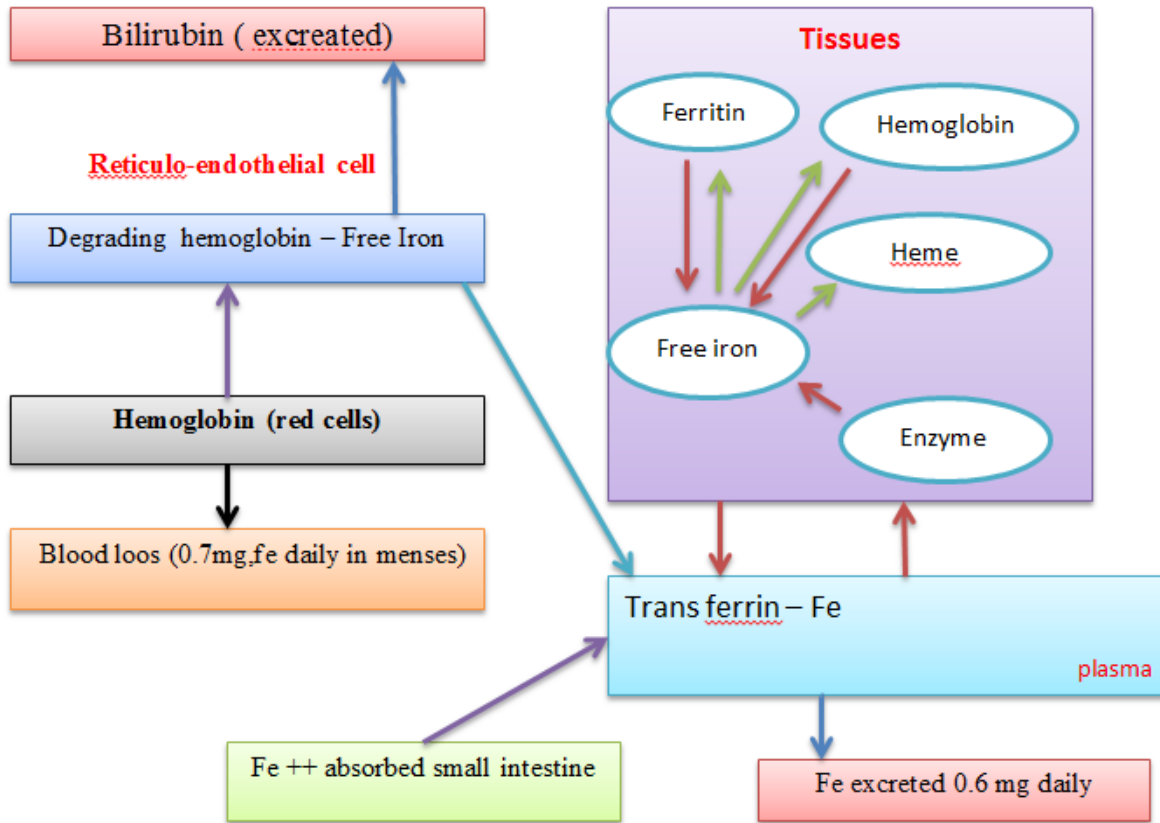 Bilirubin ( excreated)
Tissues
Ferritin
Hemoglobin
Reticulo-endothelial cell
Degrading hemoglobin – Free Iron
Heme
Free iron
Hemoglobin (red cells)
Enzyme
Blood loos (0.7mg,fe daily in menses)
Trans ferrin – Fe
plasma
Fe ++ absorbed small intestine
Fe excreted 0.6 mg daily